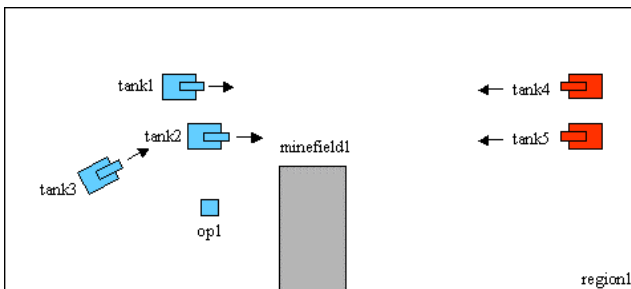 tank1
tank4
tank2
tank5
minefield1
tank3
op1
region1